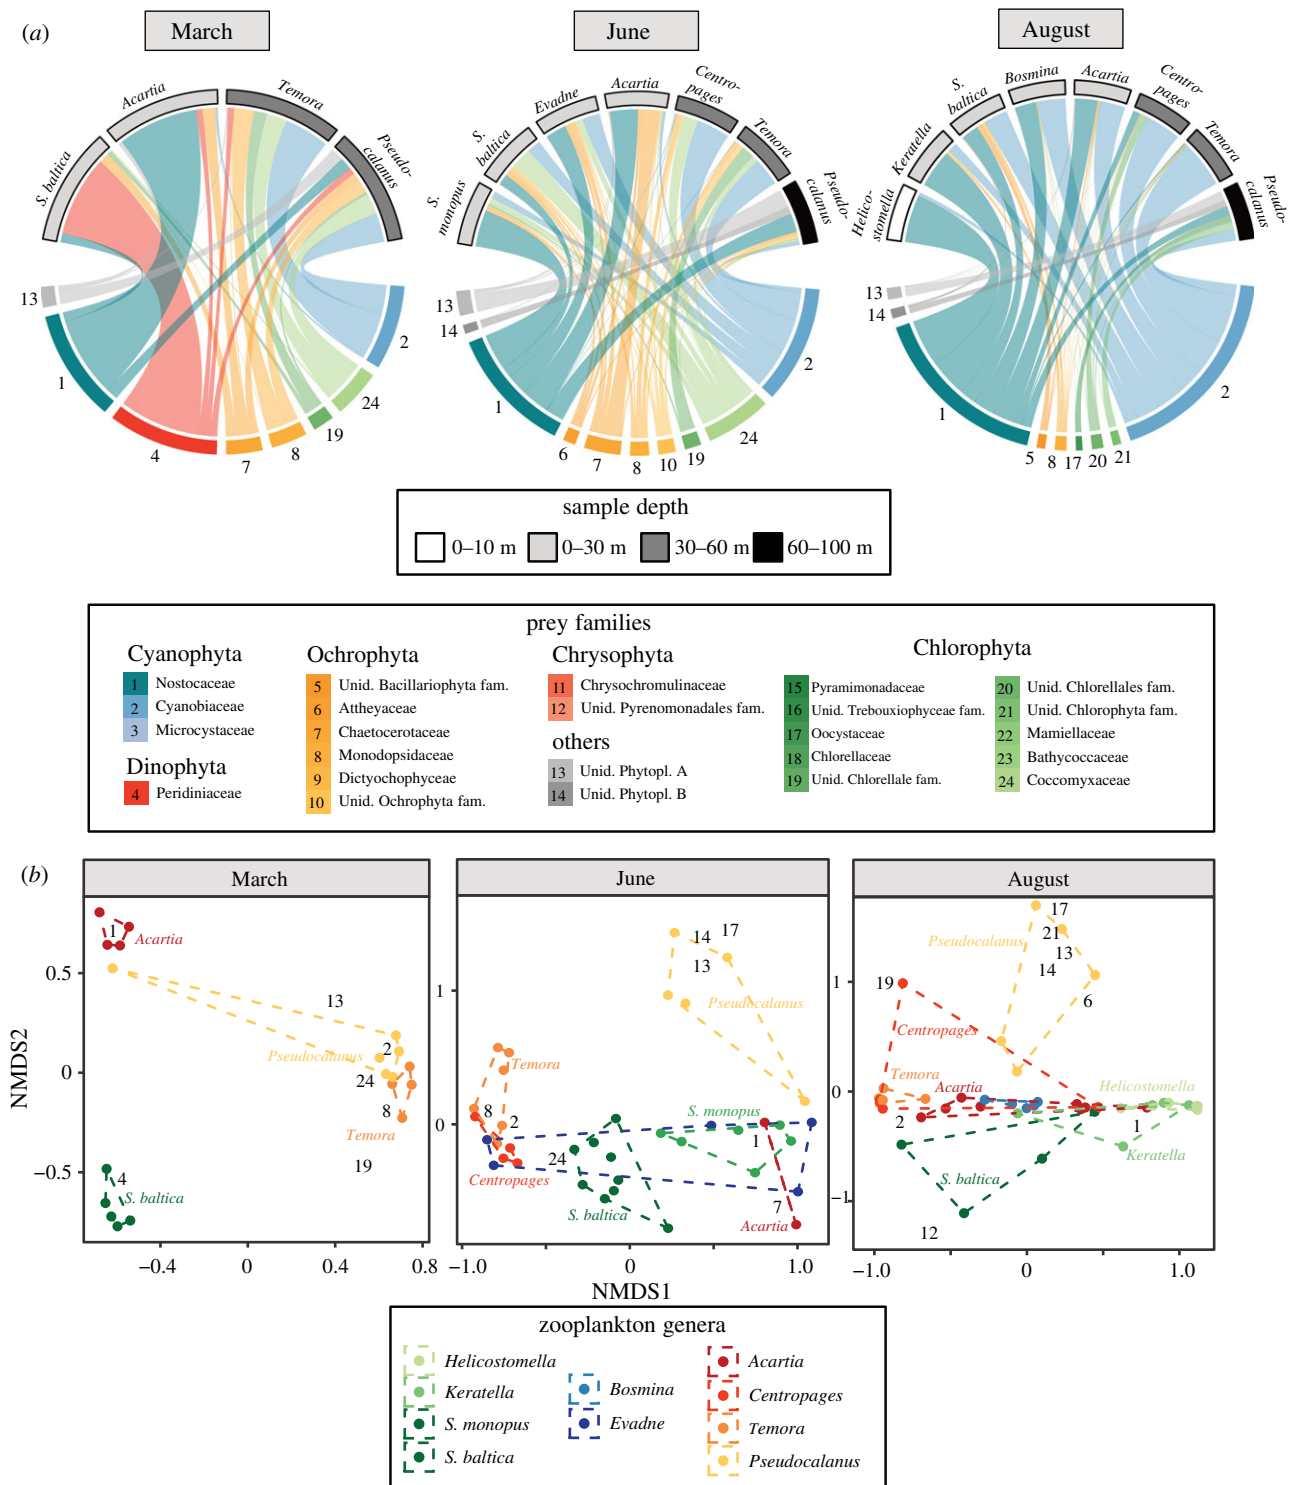 (a)
March
June
August
S. baltica
Acartia
Temora
Pseudo-
calanus
13
1
4
7
8
19
24
2
S.
monopus
S.
baltica
Evadne
Acartia
Centro-
pages
Temora
Pseudo-
calanus
13
14
1
6
7
8
10
19
24
2
Helico-
stomella
Keratella
S.
baltica
Bosmina
Acartia
Centro-
pages
Temora
Pseudo-
calanus
13
14
1
5
8
17
20
21
2
sample depth
0–10 m
0–30 m
30–60 m
60–100 m
prey families
Cyanophyta
1 Nostocaceae
2 Cyanobiaceae
3 Microcystaceae
Dinophyta
4 Peridiniaceae
Ochrophyta
5 Unid. Bacillariophyta fam.
6 Attheyaceae
7 Chaetocerotaceae
8 Monodopsidaceae
9 Dictyochophyceae
10 Unid. Ochrophyta fam.
Chrysophyta
11 Chrysochromulinaceae
12 Unid. Pyrenomonadales fam.
others
13 Unid. Phytopl. A
14 Unid. Phytopl. B
Chlorophyta
15 Pyramimonadaceae
16 Unid. Trebouxiophyceae fam.
17 Oocystaceae
18 Chlorellaceae
19 Unid. Chlorellale fam.
20 Unid. Chlorellales fam.
21 Unid. Chlorophyta fam.
22 Mamiellaceae
23 Bathycoccaceae
24 Coccomyxaceae
(b)
March
June
August
NMDS2
0.5
0
−0.5
1
Acartia
13
Pseudocalanus
2
24
8
Temora
19
4
S. baltica
−0.4
0
0.4
0.8
1
0
14
17
13
Pseudocalanus
Temora
8
2
Centropages
24
S. baltica
S. monopus
1
7
Acartia
−1.0
0
1.0
1
0
−1
17
Pseudocalanus
21
13
14
6
19
Centropages
Temora
Acartia
Helicostomella
2
1
Keratella
S. baltica
12
−1.0
0
1.0
NMDS1
zooplankton genera
Helicostomella
Keratella
S. monopus
S. baltica
Bosmina
Evadne
Acartia
Centropages
Temora
Pseudocalanus